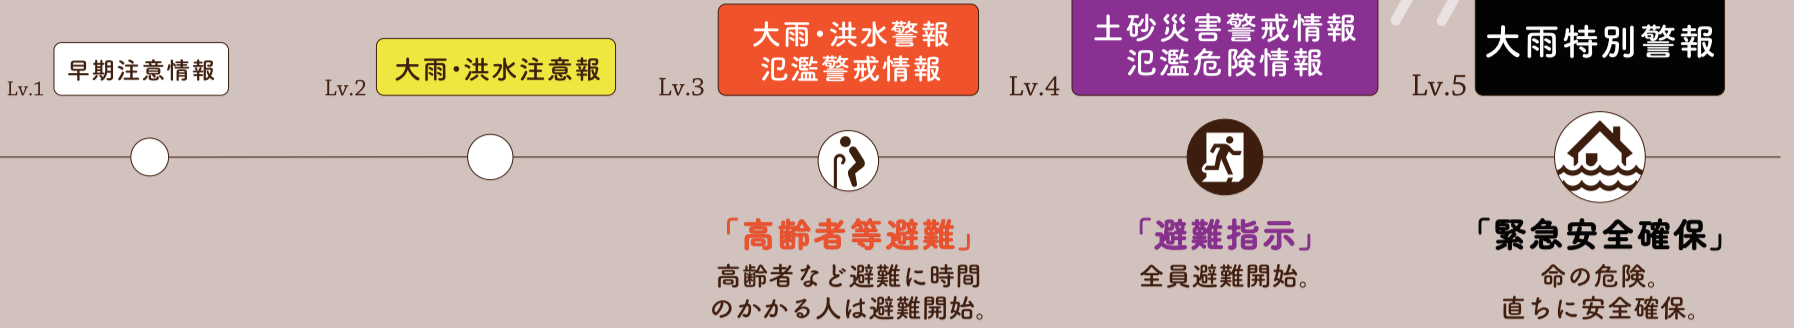 Lv.1
早期注意情報
Lv.2
大雨・洪水注意報
Lv.3
大雨・洪水警報
氾濫警戒情報
「高齢者等避難」
高齢者など避難に時間
のかかる人は避難開始。
Lv.4
土砂災害警戒情報
氾濫危険情報
「避難指示」
全員避難開始。
Lv.5
大雨特別警報
「緊急安全確保」
命の危険。
直ちに安全確保。